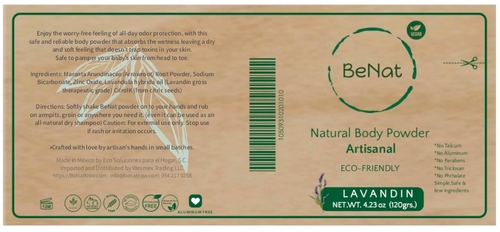 Enjoy the worry-free feeling of all-day odor protection, with this
safe and reliable body powder that absorbs the wetness leaving a dry
and soft feeling that doesn't trap toxins in your skin.
Safe to pamper your baby's skin from head to toe.
Ingredients: Maranta Arundinacea (Arrowroot) Root Powder, Sodium
Bicarbonate, Zinc Oxide, Lavandula hybrida oil (Lavandin grosso
therapeutic grade) (from citric seeds)
Directions: Softly shake BeNat powder on to your hands and rub
on armpits, groin or anywhere you need it, (even it can be used as an
all-natural dry shampoo) Caution: For external use only. Stop use
if rash or irritation occurs.
•Crafted with love by artisan's hands in small batches.
Made in Mexico by Eco Soluciones para el Hogar, S.C.
Imported and Distributed by Wesmex Trading LLC
12M
FREE
ALUMINUM FREE
VEGAN
BeNat
Natural Body Powder
Artisanal
ECO-FRIENDLY
*No Talcum
*No Aluminum
*No Parabens
*No Triclosan
*No Phthalate
Simple, Safe &
few ingredients
LAVANDIN
NET.WT. 4.23 oz (120grs.)